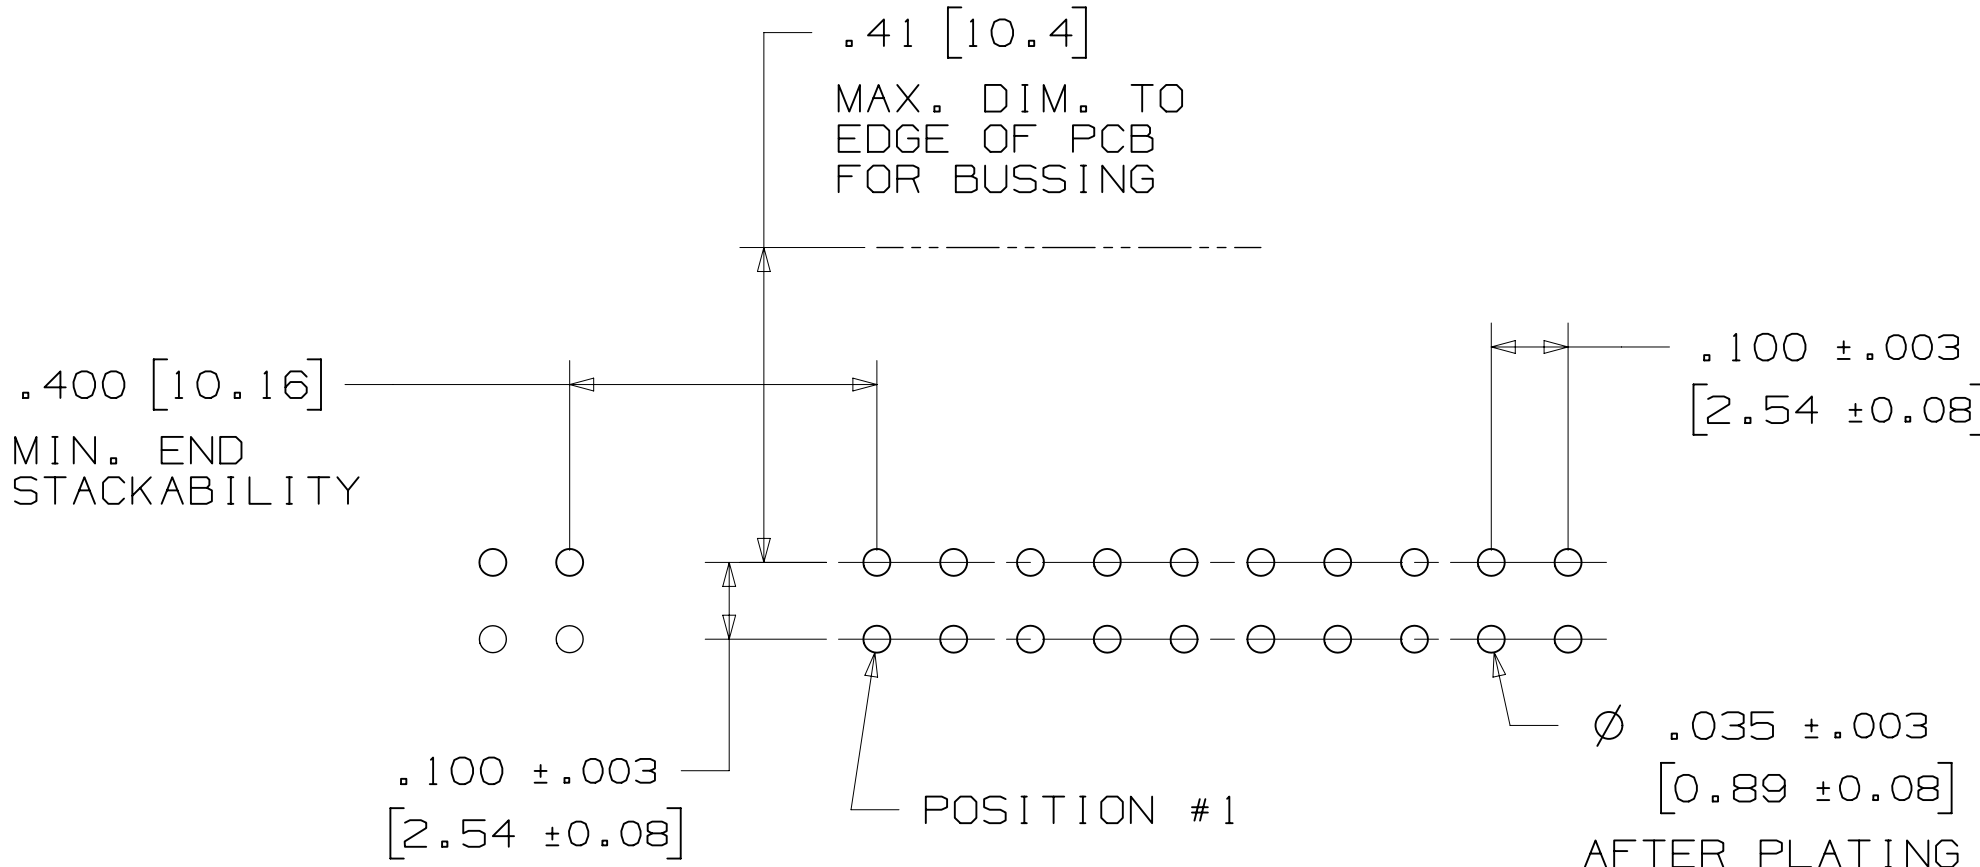 .41 [10.4]
MAX. DIM. TO
EDGE OF PCB
FOR BUSSING
.400 [10.16]
MIN. END
STACKABILITY
.100 ±.003
[2.54 ±0.08]
Ø .035 ±.003
[0.89 ±0.08]
AFTER PLATING
.100 ±.003
[2.54 ±0.08]
POSITION #1